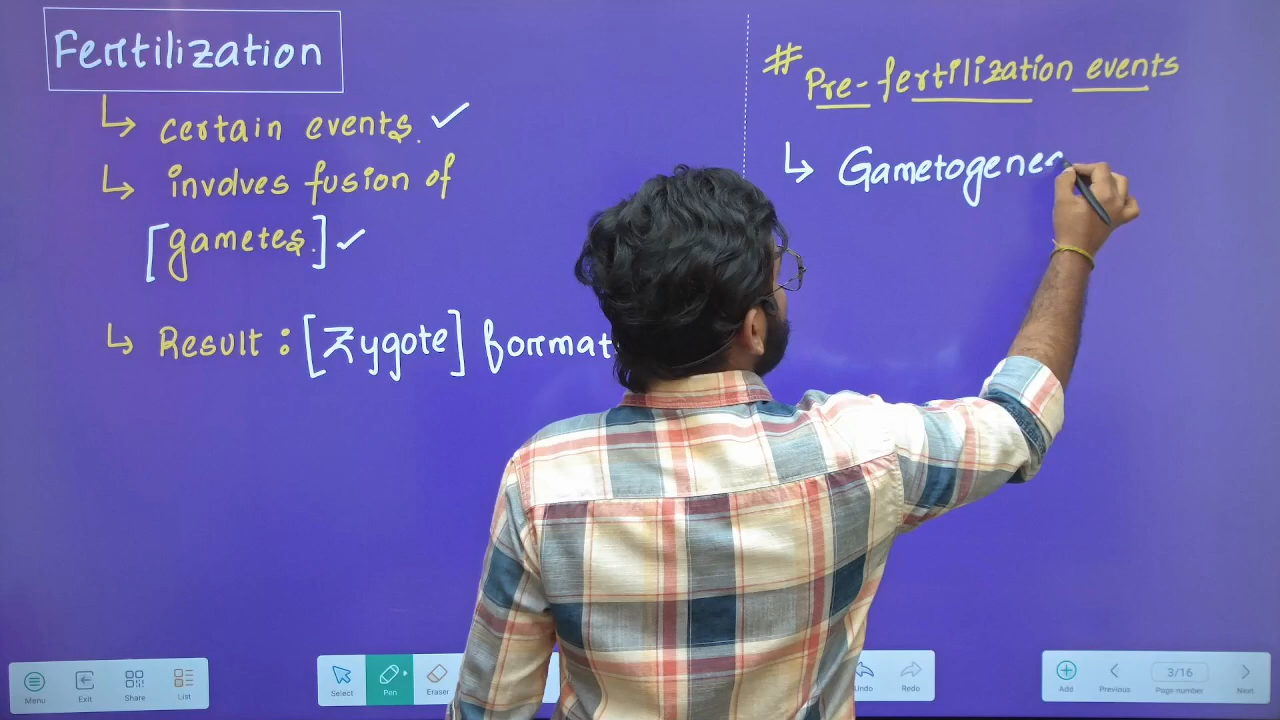 Fertilization
↳ certain events. ✓
↳ involves fusion of
[gametes.] ✓
↳ Result : [Zygote] format
# Pre-fertilization events
↳ Gametogenes
Menu
Exit
Share
List
Select
Pen
Eraser
Undo
Redo
Add
Previous
3/16
Page number
Next